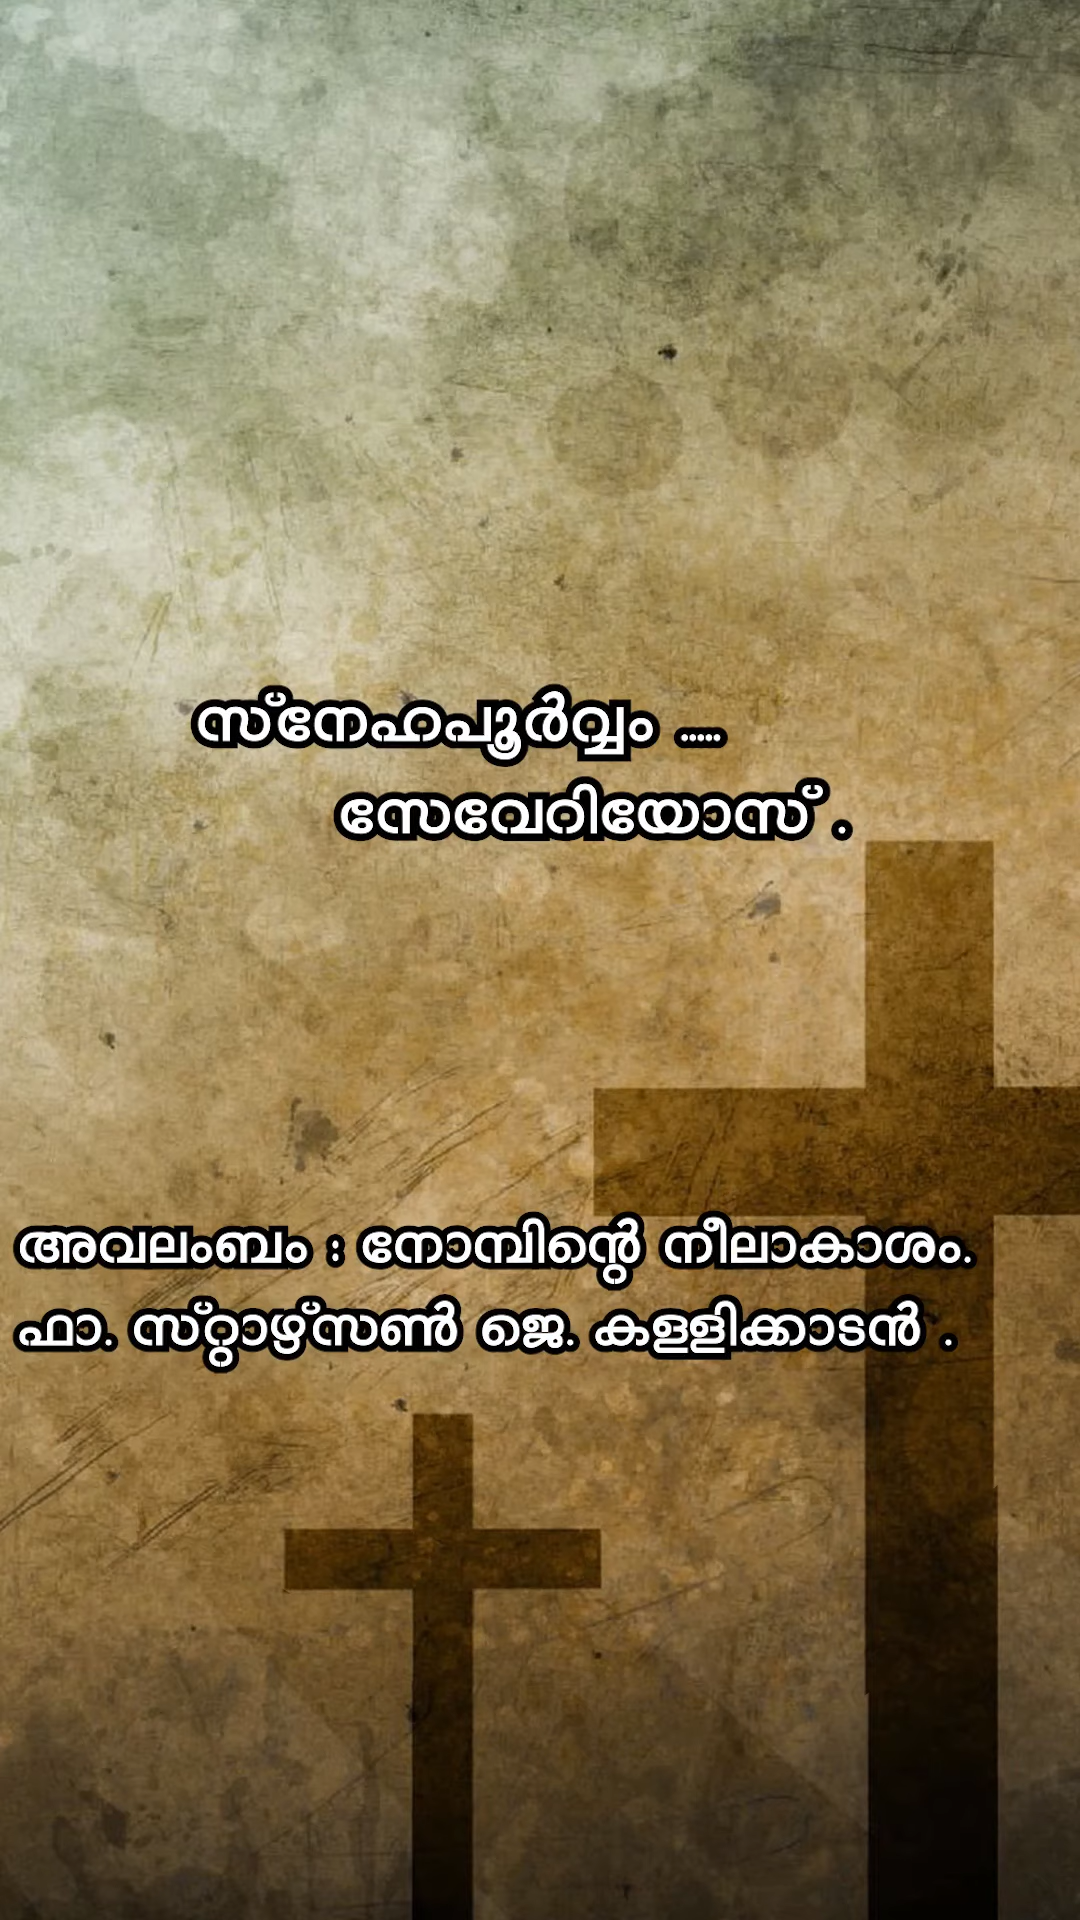 സ്നേഹപൂർവ്വം .....
സേവേറിയോസ് .
അവലംബം : നോമ്പിന്റെ നീലാകാശം.
ഫാ. സ്റ്റാഴ്സൺ ജെ. കള്ളിക്കാടൻ .